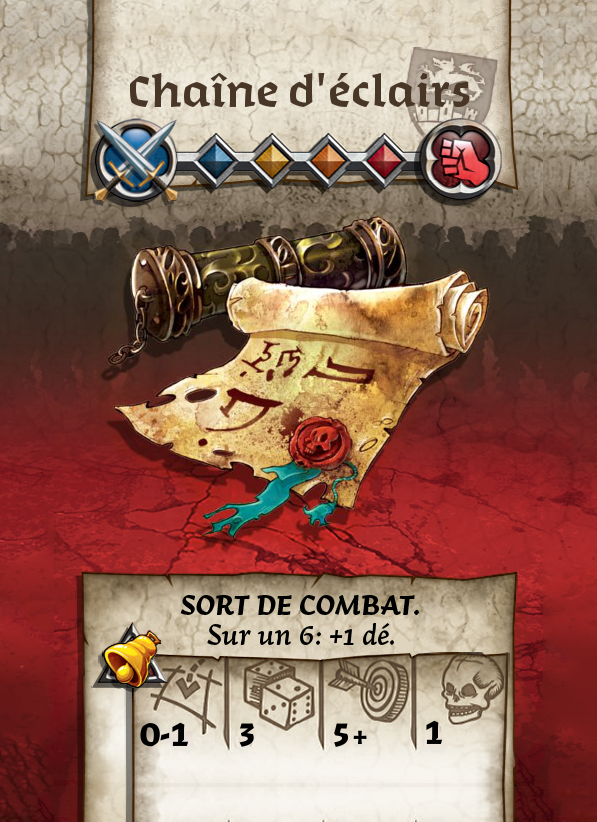 Chaîne d'éclairs
SORT DE COMBAT.
Sur un 6: +1 dé.
0-1 3 5+ 1